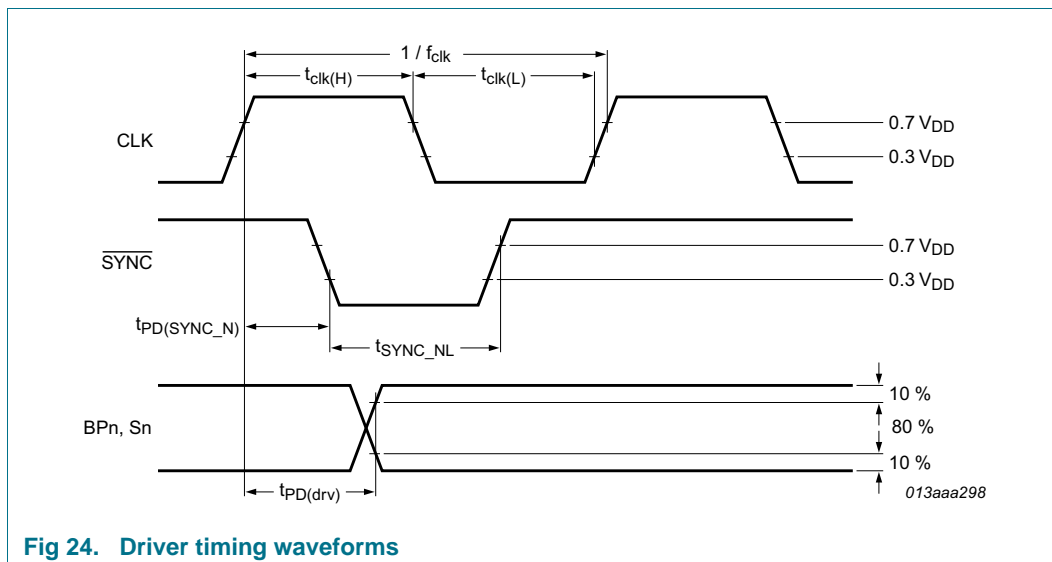 1 / fclk
tclk(H)
tclk(L)
CLK
0.7 VDD
0.3 VDD
SYNC
0.7 VDD
0.3 VDD
tPD(SYNC_N)
tSYNC_NL
BPn, Sn
10 %
80 %
10 %
tPD(drv)
013aaa298
Fig 24. Driver timing waveforms